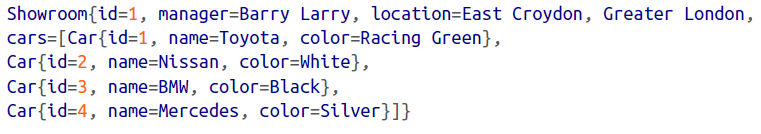 Showroom{id=1, manager=Barry Larry, location=East Croydon, Greater London,
cars=[Car{id=1, name=Toyota, color=Racing Green},
Car{id=2, name=Nissan, color=White},
Car{id=3, name=BMW, color=Black},
Car{id=4, name=Mercedes, color=Silver}]}